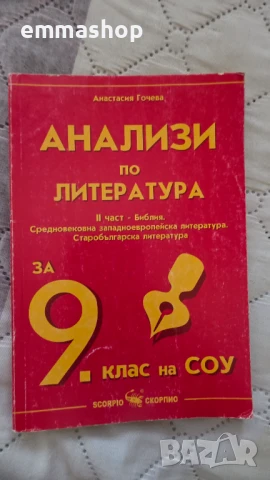 emmashop
Анастасия Гочева
АНАЛИЗИ
ПО
ЛИТЕРАТУРА
II част - Библия.
Средновековна западноевропейска литература.
Старобългарска литература
ЗА
9. КЛАС НА СОУ
SCORPIO СКОРПИО
bazar